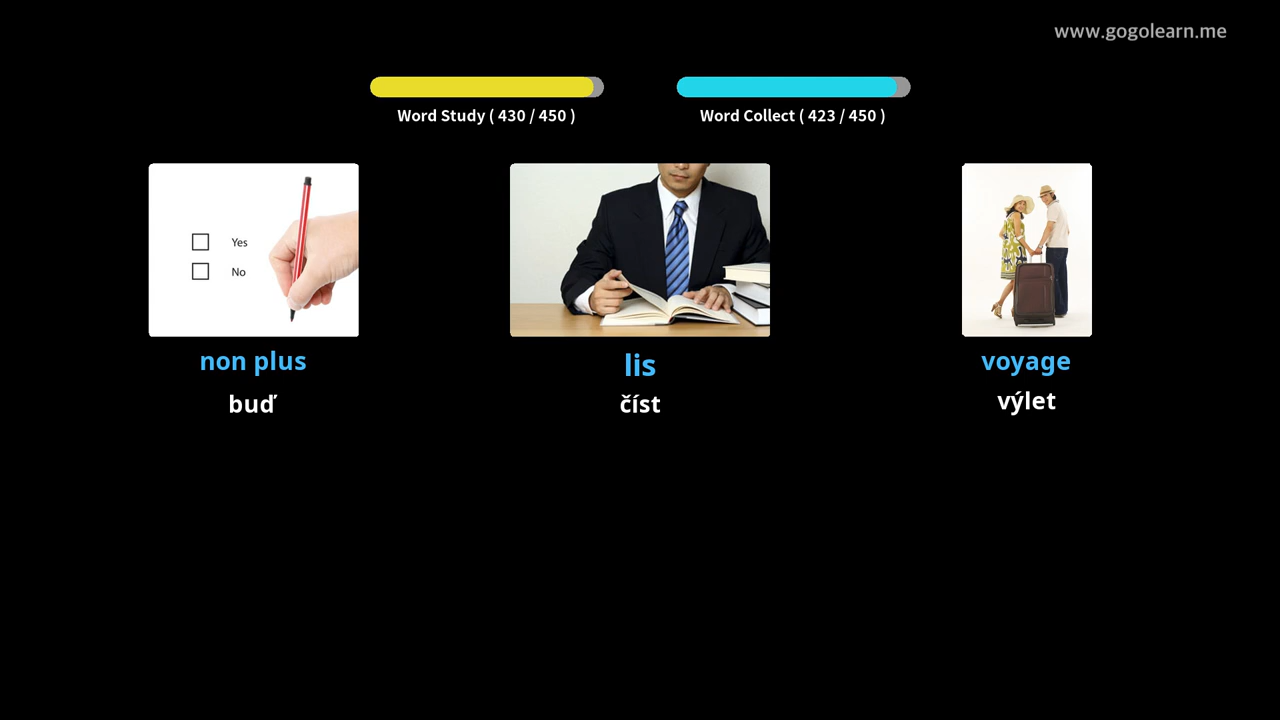 www.gogolearn.me
Word Study ( 430 / 450 )
Word Collect ( 423 / 450 )
Yes
No
non plus
buď
lis
číst
voyage
výlet